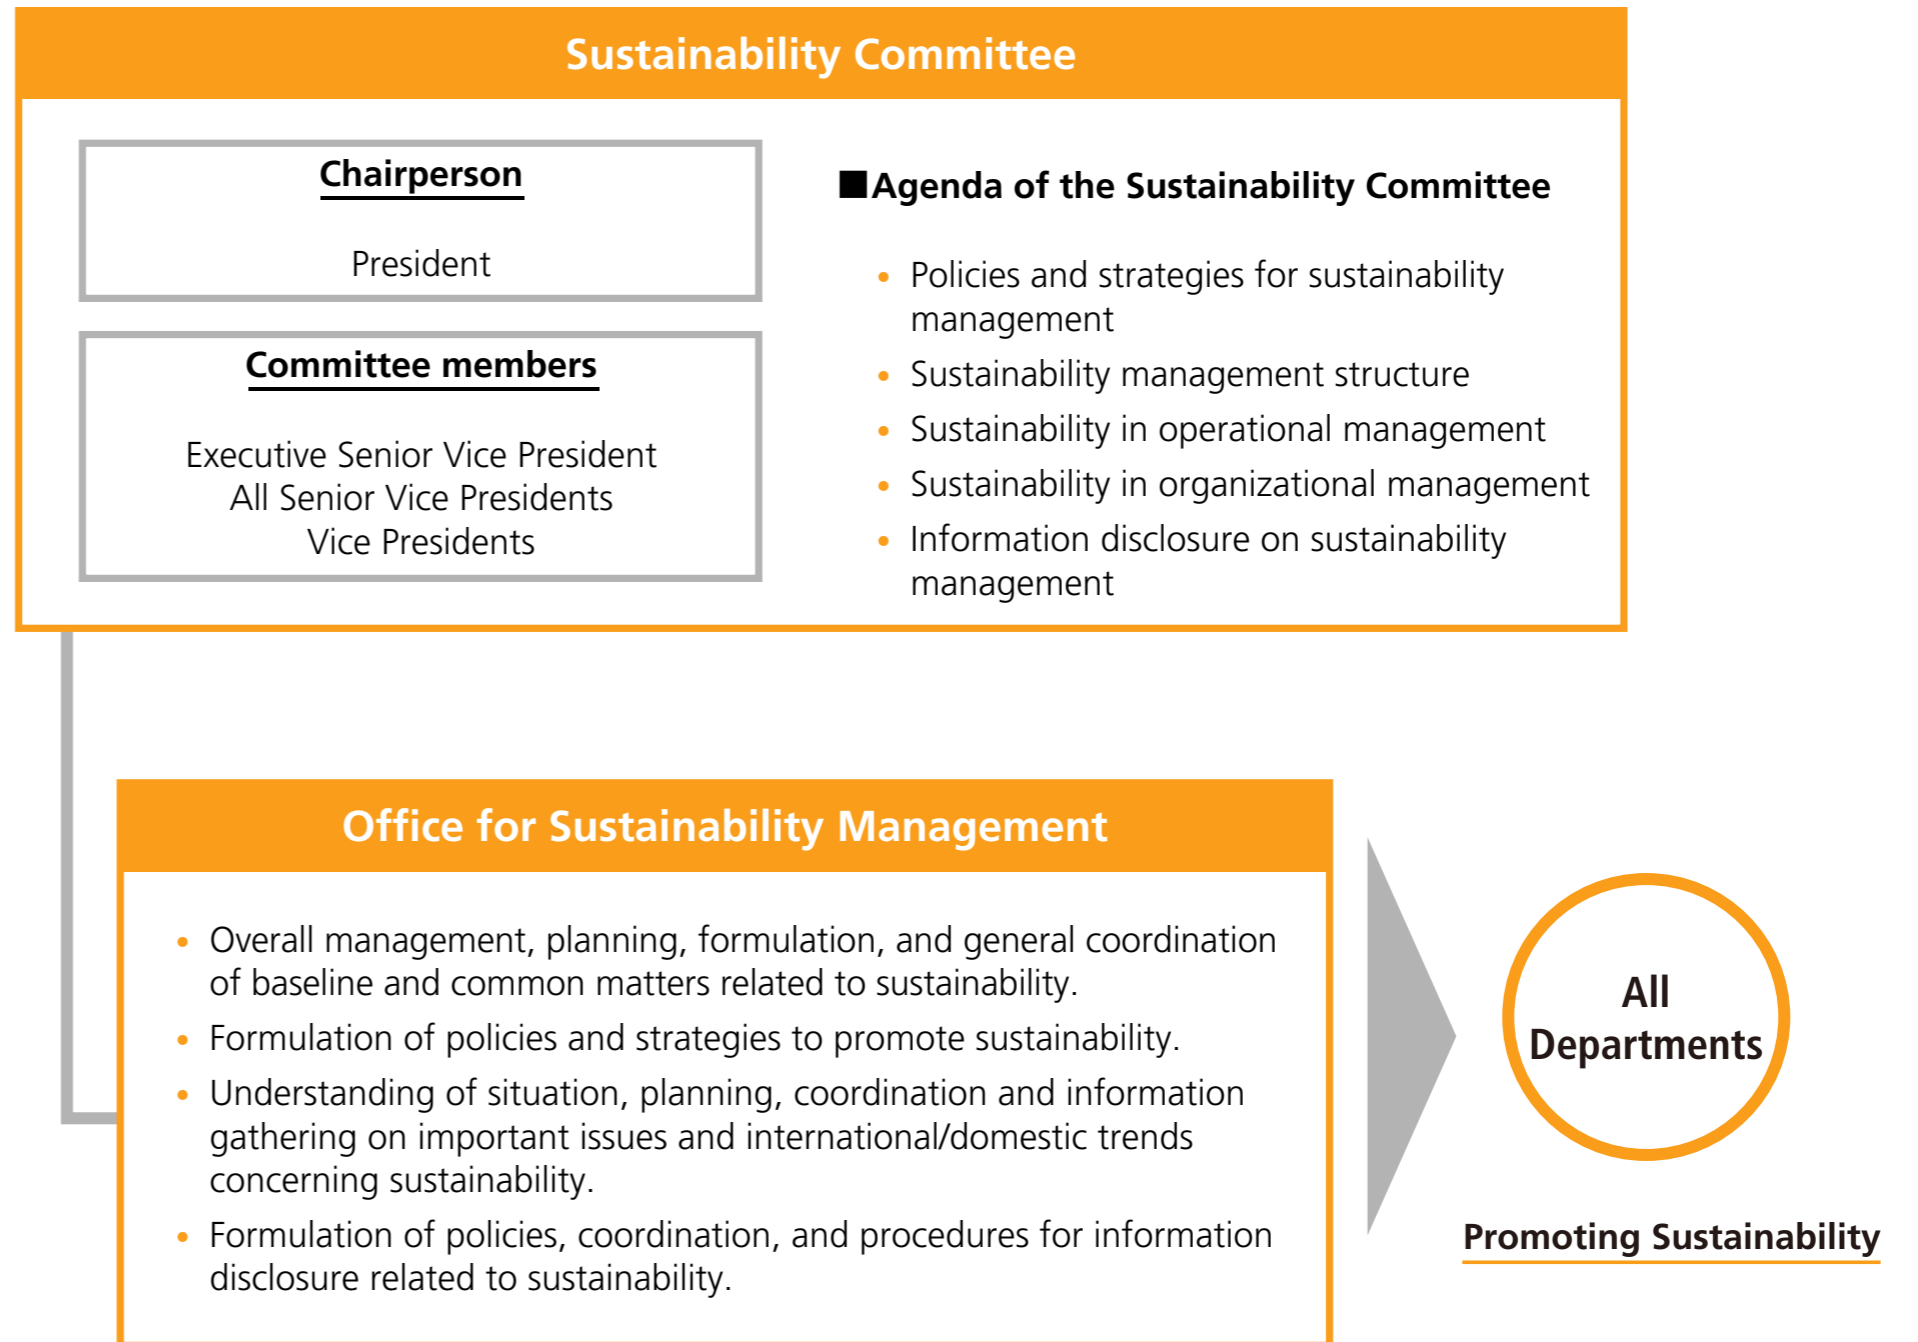 Sustainability Committee
Chairperson
President
Committee members
Executive Senior Vice President
All Senior Vice Presidents
Vice Presidents
■Agenda of the Sustainability Committee
• Policies and strategies for sustainability
management
• Sustainability management structure
• Sustainability in operational management
• Sustainability in organizational management
• Information disclosure on sustainability
management
Office for Sustainability Management
• Overall management, planning, formulation, and general coordination
of baseline and common matters related to sustainability.
• Formulation of policies and strategies to promote sustainability.
• Understanding of situation, planning, coordination and information
gathering on important issues and international/domestic trends
concerning sustainability.
• Formulation of policies, coordination, and procedures for information
disclosure related to sustainability.
All
Departments
Promoting Sustainability